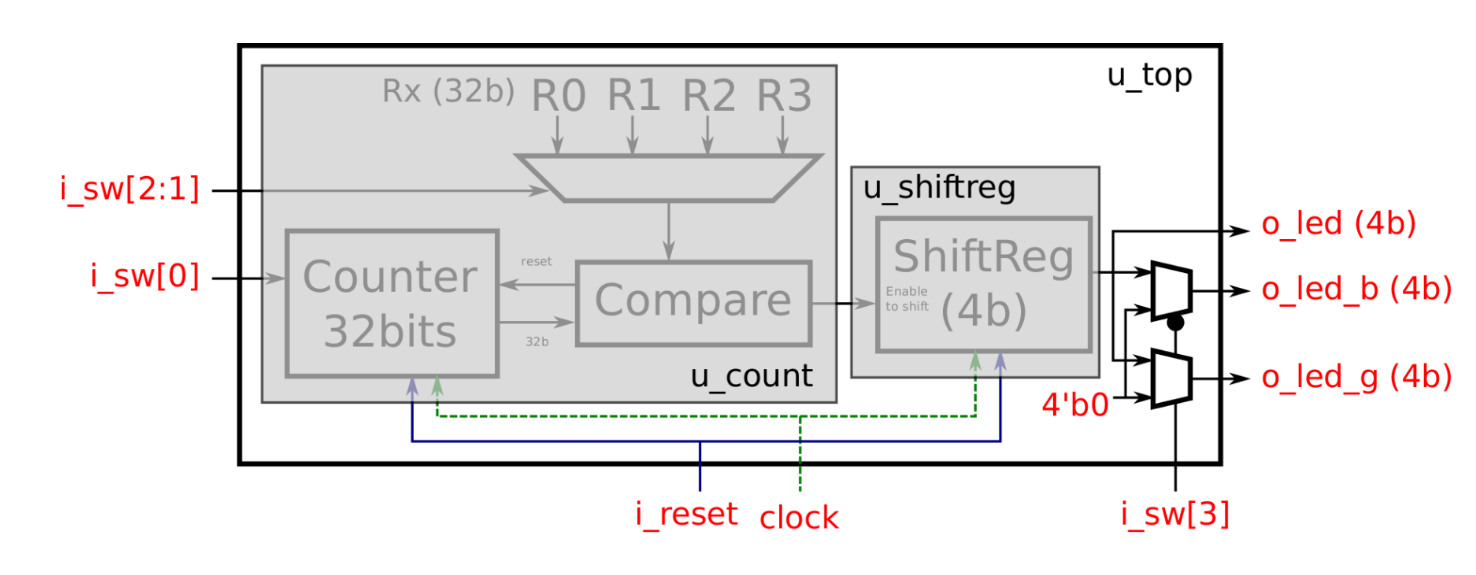 u_top
Rx (32b) R0 R1 R2 R3
i_sw[2:1]
u_shiftreg
o_led (4b)
i_sw[0]
Counter
32bits
reset
32b
Compare
ShiftReg
(4b)
Enable
to shift
o_led_b (4b)
u_count
4'b0
o_led_g (4b)
i_reset
clock
i_sw[3]